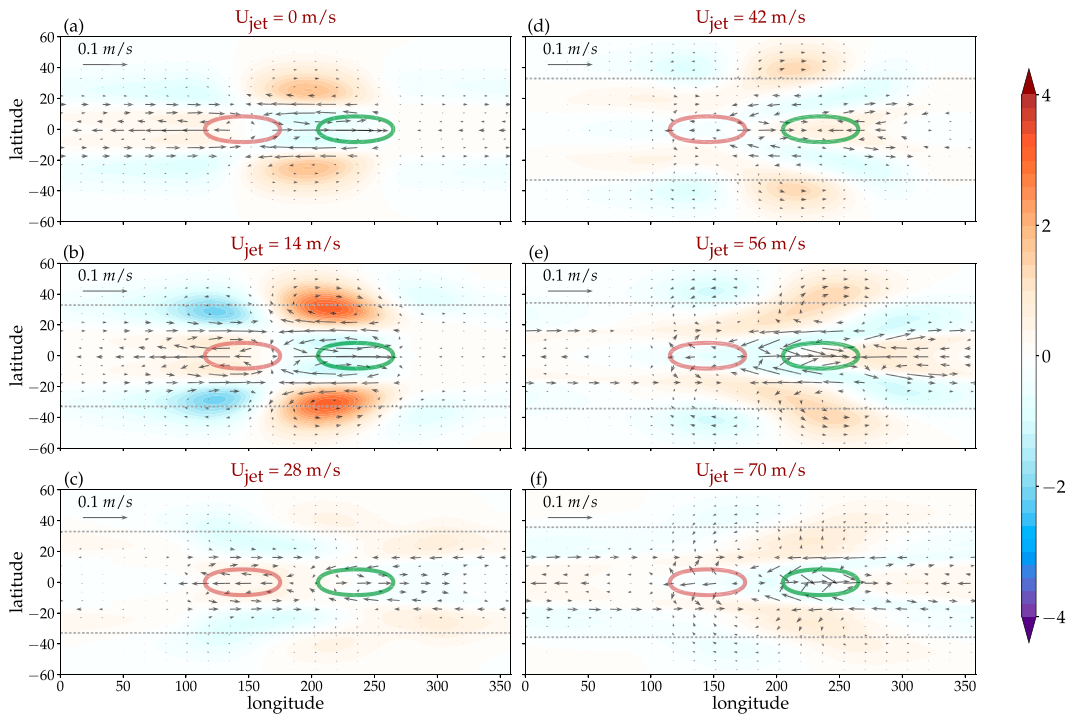 (a)
U_jet = 0 m/s
0.1 m/s
60
40
20
0
−20
−40
−60
latitude
(d)
U_jet = 42 m/s
0.1 m/s
(b)
U_jet = 14 m/s
0.1 m/s
60
40
20
0
−20
−40
−60
latitude
(e)
U_jet = 56 m/s
0.1 m/s
(c)
U_jet = 28 m/s
0.1 m/s
60
40
20
0
−20
−40
−60
latitude
0 50 100 150 200 250 300 350
longitude
(f)
U_jet = 70 m/s
0.1 m/s
0 50 100 150 200 250 300 350
longitude
4
2
0
−2
−4